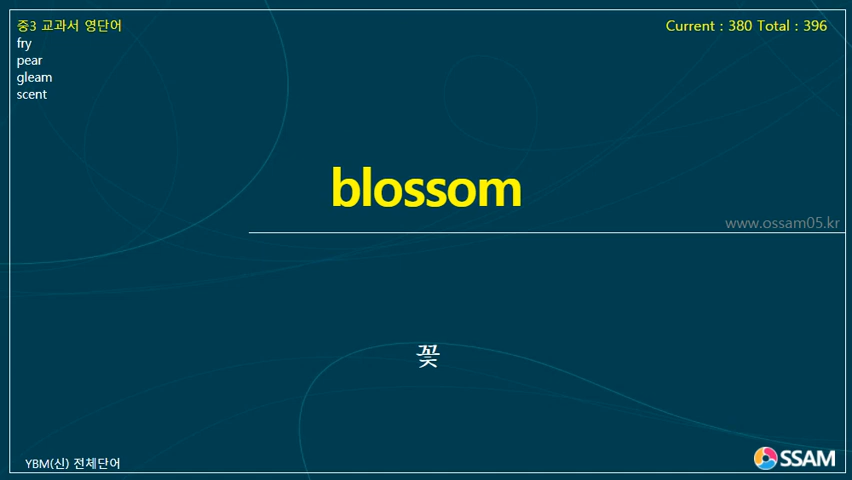 중3 교과서 영단어
Current : 380 Total : 396
fry
pear
gleam
scent
blossom
www.ossam05.kr
꽃
YBM(신) 전체단어
OSSAM